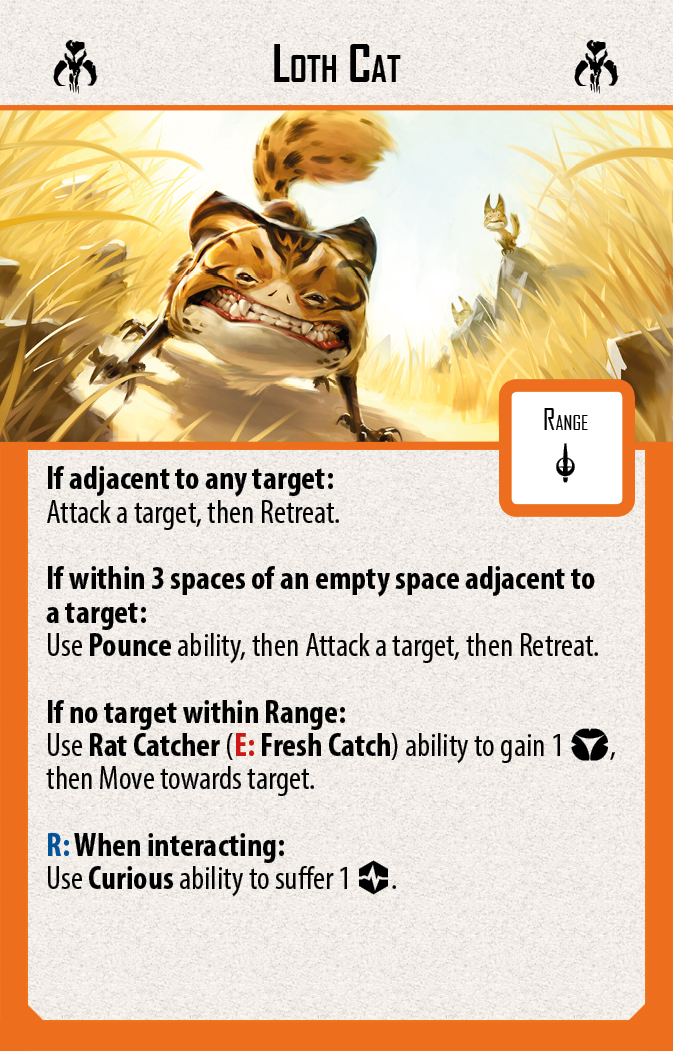 Loth Cat
Range
If adjacent to any target:
Attack a target, then Retreat.
If within 3 spaces of an empty space adjacent to
a target:
Use Pounce ability, then Attack a target, then Retreat.
If no target within Range:
Use Rat Catcher (E: Fresh Catch) ability to gain 1 ,
then Move towards target.
R: When interacting:
Use Curious ability to suffer 1 .